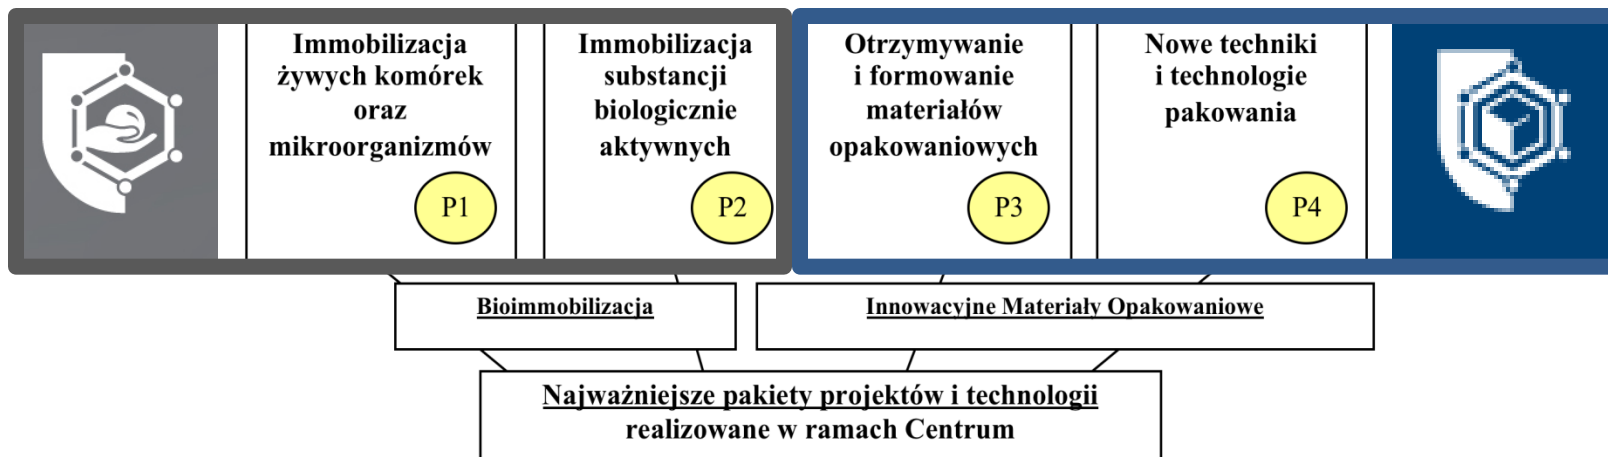 Immobilizacja
żywych komórek
oraz
mikroorganizmów
P1
Immobilizacja
substancji
biologicznie
aktywnych
P2
Otrzymywanie
i formowanie
materiałów
opakowaniowych
P3
Nowe techniki
i technologie
pakowania
P4
Bioimmobilizacja
Innowacyjne Materiały Opakowaniowe
Najważniejsze pakiety projektów i technologii
realizowane w ramach Centrum